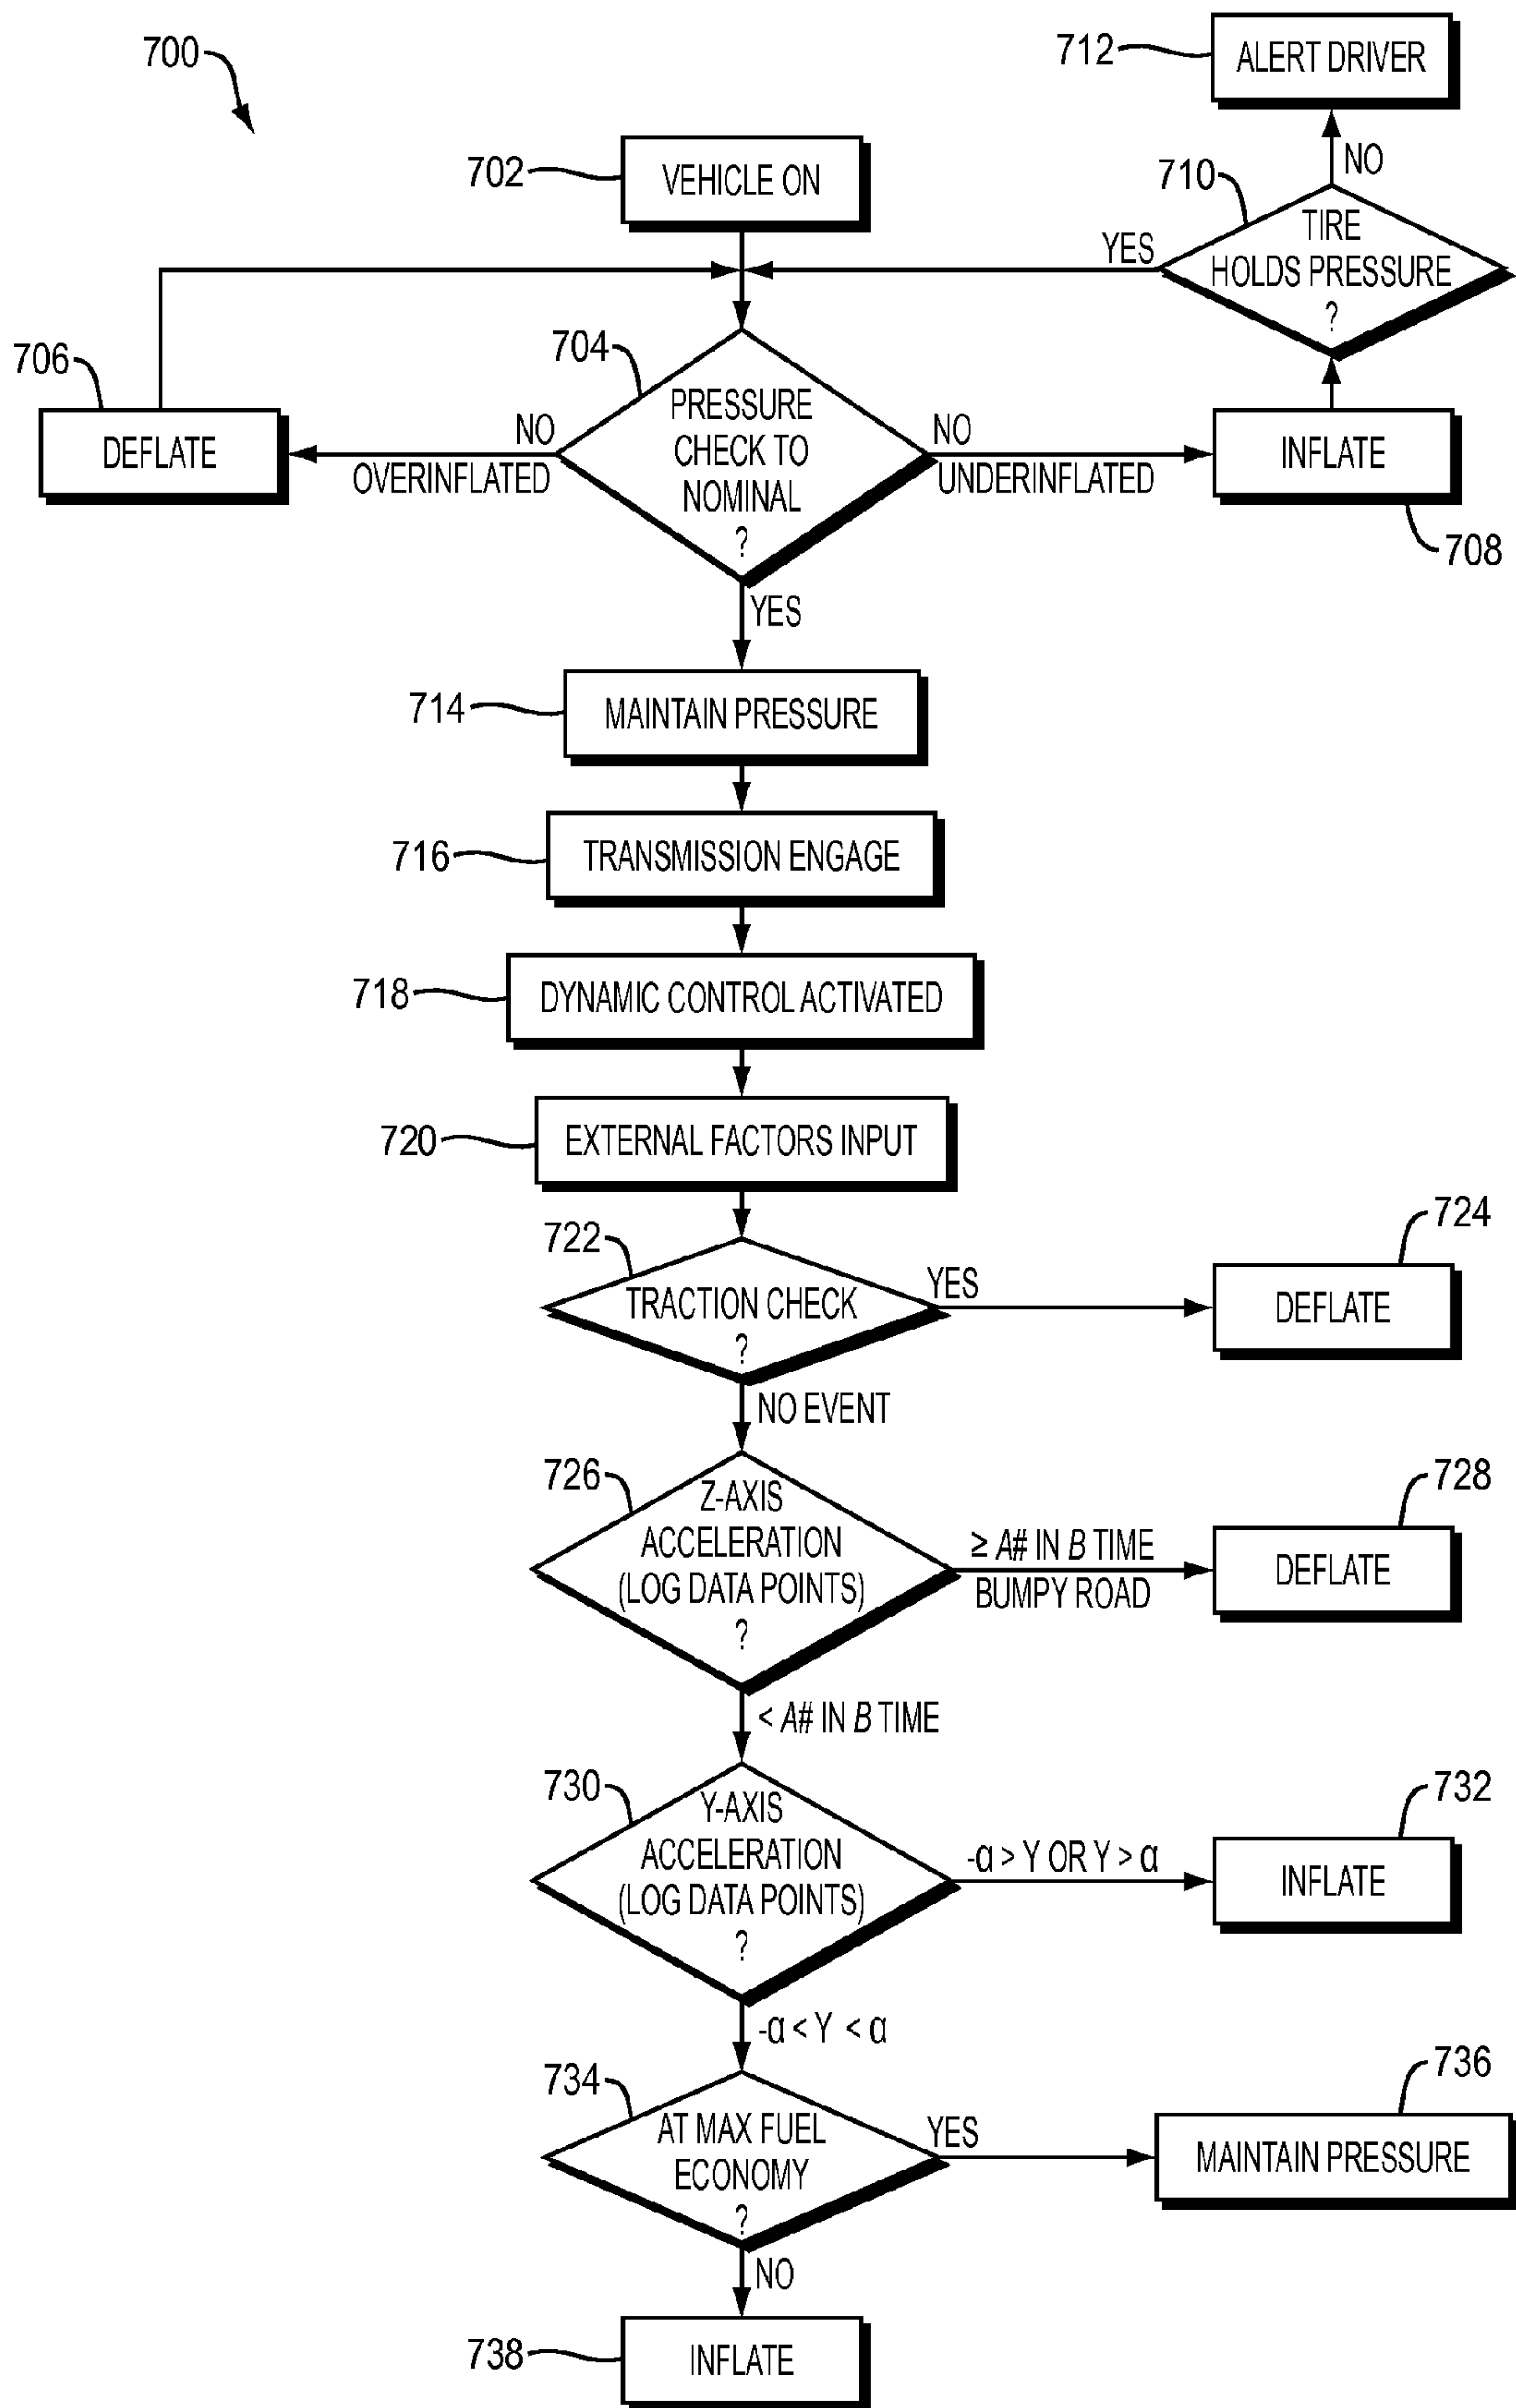 700
712
ALERT DRIVER
702
VEHICLE ON
NO
710
TIRE
HOLDS PRESSURE
?
YES
706
DEFLATE
704
PRESSURE
CHECK TO
NOMINAL
?
NO
OVERINFLATED
NO
UNDERINFLATED
INFLATE
708
YES
714
MAINTAIN PRESSURE
716
TRANSMISSION ENGAGE
718
DYNAMIC CONTROL ACTIVATED
720
EXTERNAL FACTORS INPUT
722
TRACTION CHECK
?
YES
724
DEFLATE
NO EVENT
726
Z-AXIS
ACCELERATION
(LOG DATA POINTS)
?
≥ A# IN B TIME
BUMPY ROAD
728
DEFLATE
< A# IN B TIME
730
Y-AXIS
ACCELERATION
(LOG DATA POINTS)
?
-α > Y OR Y > α
732
INFLATE
-α < Y < α
734
AT MAX FUEL
ECONOMY
?
YES
736
MAINTAIN PRESSURE
NO
738
INFLATE